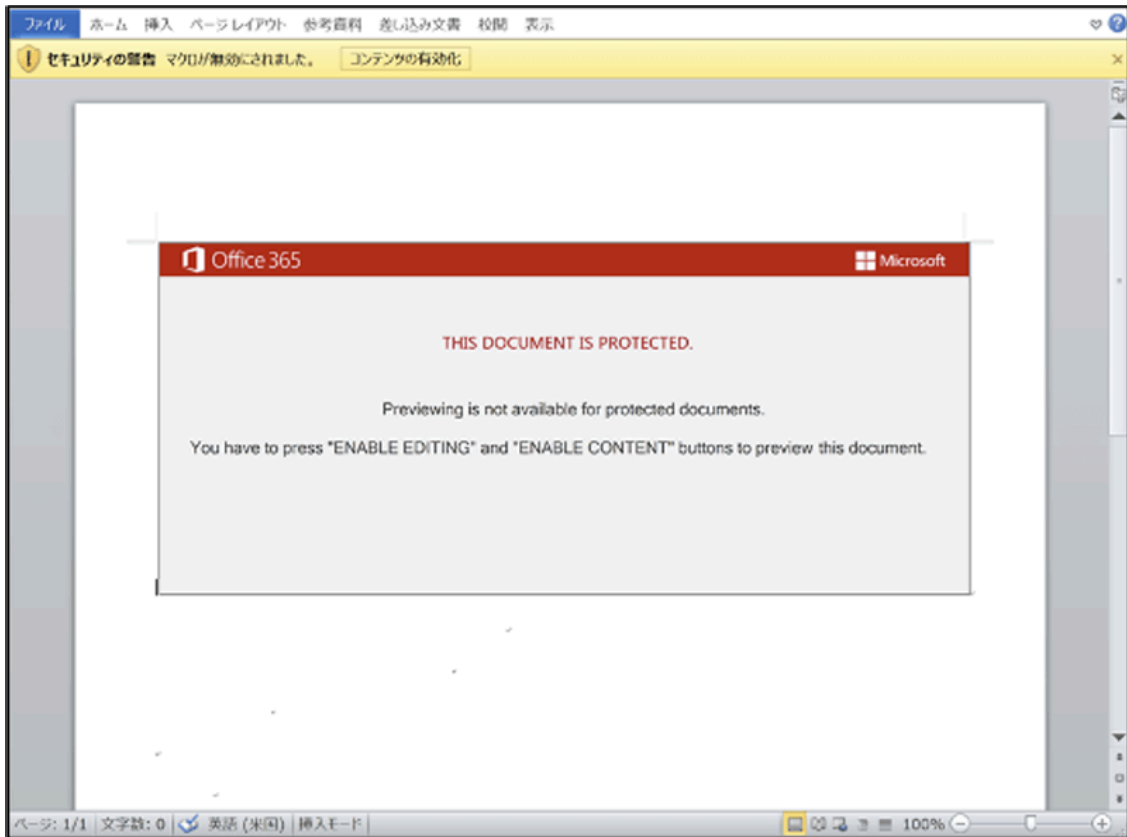 ファイル ホーム 挿入 ページ レイアウト 参考資料 差し込み文書 校閲 表示
セキュリティの警告 マクロが無効にされました。 コンテンツの有効化
Office 365 Microsoft
THIS DOCUMENT IS PROTECTED.
Previewing is not available for protected documents.
You have to press "ENABLE EDITING" and "ENABLE CONTENT" buttons to preview this document.
ページ: 1/1 文字数: 0 英語 (米国) 挿入モード 100%